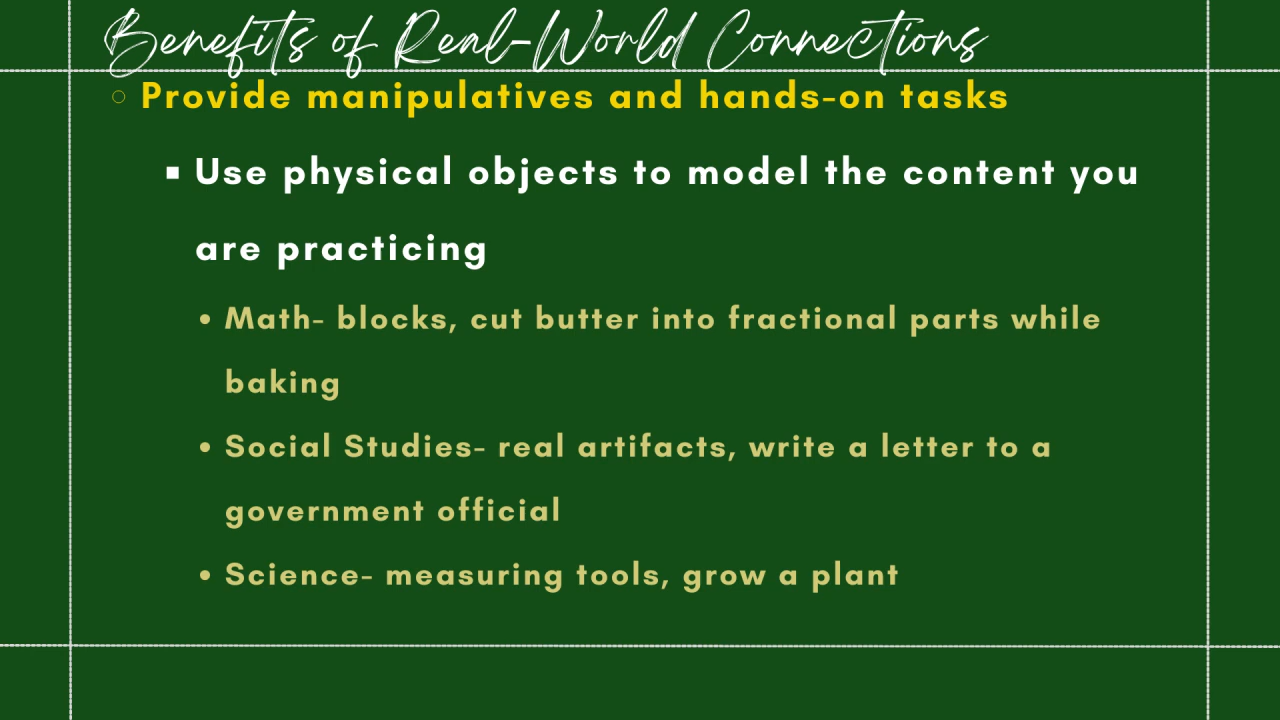 Benefits of Real-World Connections
Provide manipulatives and hands-on tasks
Use physical objects to model the content you
are practicing
Math- blocks, cut butter into fractional parts while
baking
Social Studies- real artifacts, write a letter to a
government official
Science- measuring tools, grow a plant